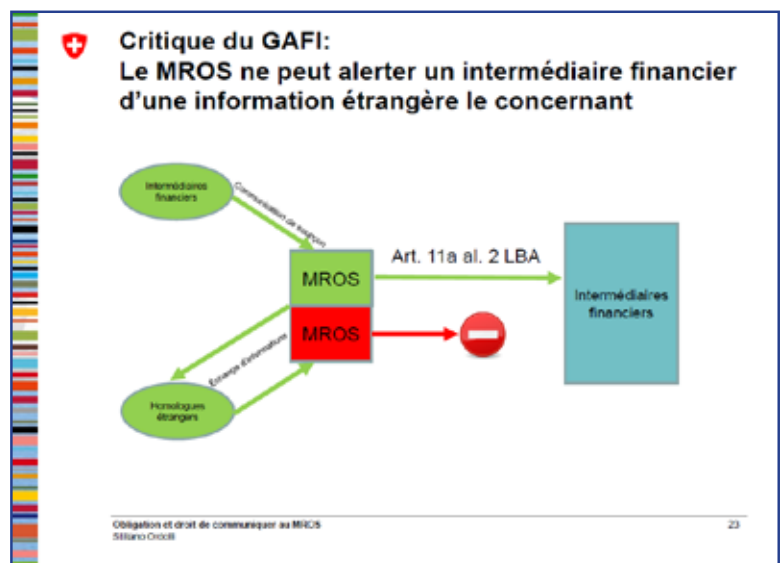 Critique du GAFI:
Le MROS ne peut alerter un intermédiaire financier
d'une information étrangère le concernant
Intermédiaires
financiers
Communication de soupçon
MROS
Art. 11a al. 2 LBA
Intermédiaires
financiers
MROS
Échange d'informations
Homologues
étrangers
Obligation et droit de communiquer au MROS
23
Stiliano Ordolli